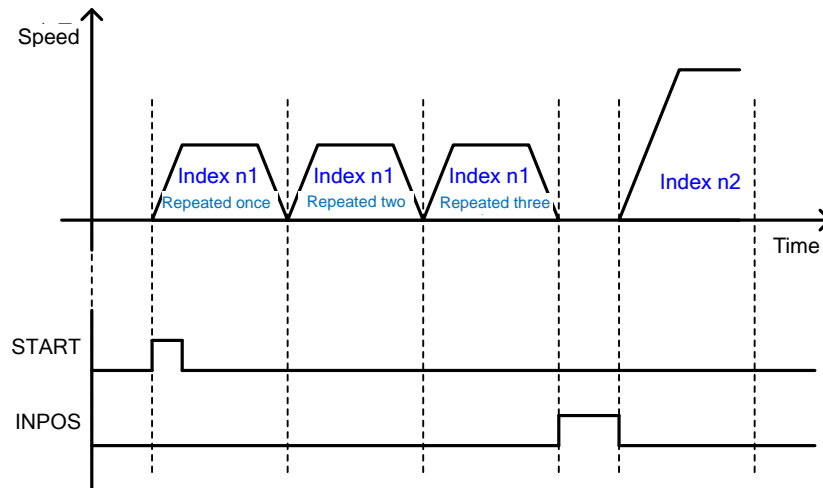 Speed
Index n1
Index n1
Index n1
Index n2
Repeated once
Repeated two
Repeated three
Time
START
INPOS